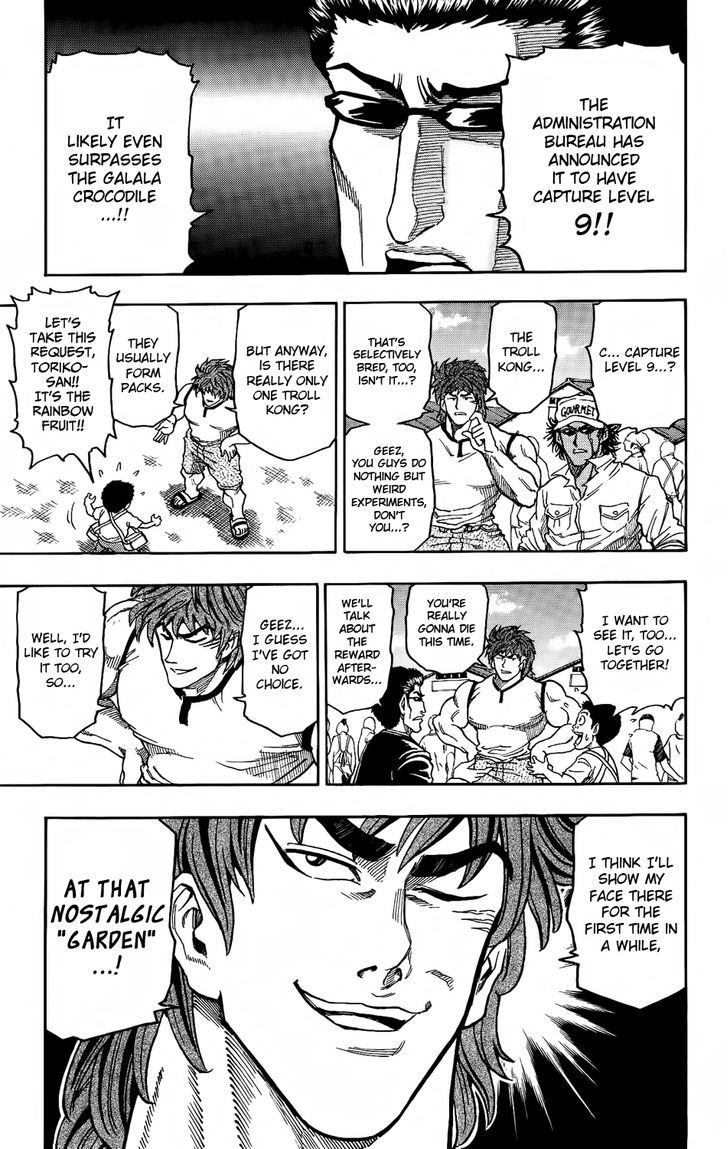 THE
ADMINISTRATION
BUREAU HAS
ANNOUNCED
IT TO HAVE
CAPTURE LEVEL
9!!
IT
LIKELY EVEN
SURPASSES
THE GALALA
CROCODILE
...!!
C... CAPTURE
LEVEL 9...?
GOURMET
THE
TROLL
KONG...
THAT'S
SELECTIVELY
BRED, TOO,
ISN'T IT...?
GEEZ,
YOU GUYS DO
NOTHING BUT
WEIRD
EXPERIMENTS,
DON'T
YOU...?
BUT ANYWAY,
IS THERE
REALLY ONLY
ONE TROLL
KONG?
THEY
USUALLY
FORM
PACKS.
LET'S
TAKE THIS
REQUEST,
TORIKO-
SAN!!
IT'S THE
RAINBOW
FRUIT!!
I WANT TO
SEE IT, TOO...
LET'S GO
TOGETHER!
YOU'RE
REALLY
GONNA DIE
THIS TIME.
WE'LL
TALK
ABOUT THE
REWARD
AFTER-
WARDS...
GEEZ...
... I GUESS
I'VE GOT
NO
CHOICE.
WELL, I'D
LIKE TO TRY
IT TOO,
SO...
I THINK I'LL
SHOW MY
FACE THERE
FOR THE
FIRST TIME IN
A WHILE,
AT THAT
NOSTALGIC
"GARDEN"
...!